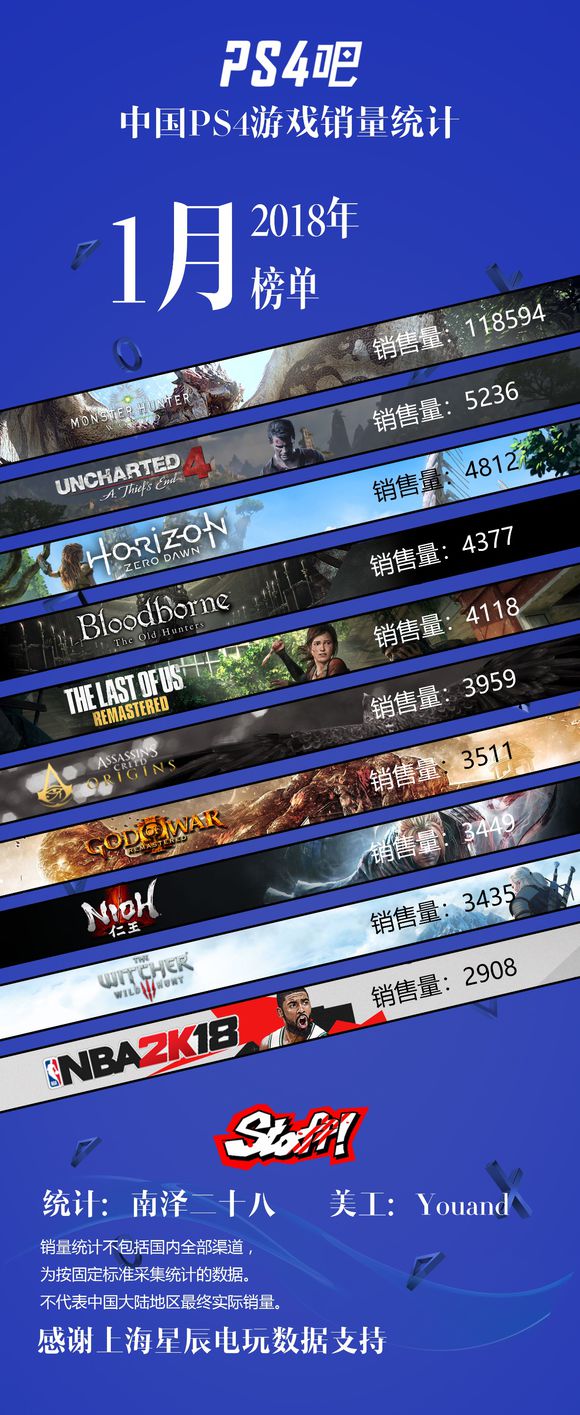 PS4吧
中国PS4游戏销量统计
1月
2018年
榜单
MONSTER HUNTER
销售量：118594
UNCHARTED 4
A Thief's End
销售量：5236
HORIZON
ZERO DAWN
销售量：4812
Bloodborne
The Old Hunters
销售量：4377
THE LAST OF US
REMASTERED
销售量：4118
ASSASSIN'S
CREED
ORIGINS
销售量：3959
GOD OF WAR
REMASTERED
销售量：3511
NIOH
仁王
销售量：3449
THE
WITCHER
WILD HUNT
销售量：3435
NBA2K18
销售量：2908
Staff!
统计：南泽二十八 美工：Youand
销量统计不包括国内全部渠道，
为按固定标准采集统计的数据。
不代表中国大陆地区最终实际销量。
感谢上海星辰电玩数据支持